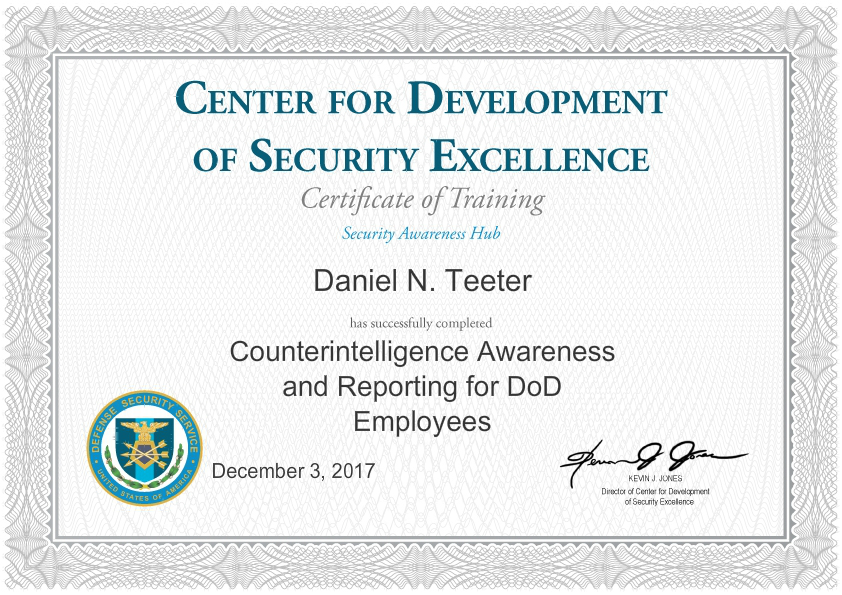 CENTER FOR DEVELOPMENT
OF SECURITY EXCELLENCE
Certificate of Training
Security Awareness Hub
Daniel N. Teeter
has successfully completed
Counterintelligence Awareness
and Reporting for DoD
Employees
DEFENSE SECURITY SERVICE
UNITED STATES OF AMERICA
December 3, 2017
Kevin J. Jones
KEVIN J. JONES
Director of Center for Development
of Security Excellence